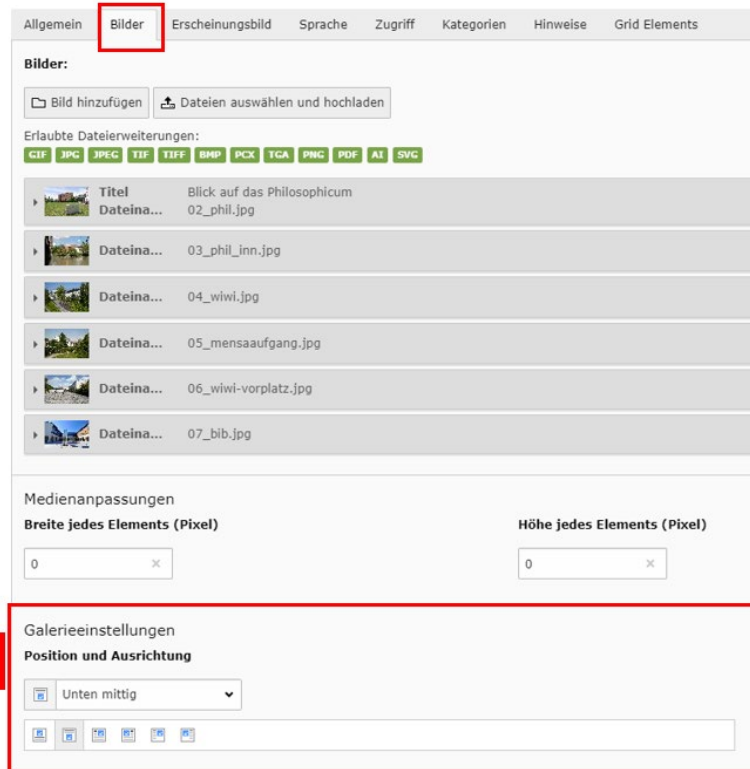 Allgemein Bilder Erscheinungsbild Sprache Zugriff Kategorien Hinweise Grid Elements
Bilder:
Bild hinzufügen Dateien auswählen und hochladen
Erlaubte Dateierweiterungen:
GIF JPG JPEG TIF TIFF BMP PCX TGA PNG PDF AI SVG
Titel Blick auf das Philosophicum
Dateina... 02_phil.jpg
Dateina... 03_phil_inn.jpg
Dateina... 04_wiwi.jpg
Dateina... 05_mensaaufgang.jpg
Dateina... 06_wiwi-vorplatz.jpg
Dateina... 07_bib.jpg
Medienanpassungen
Breite jedes Elements (Pixel) Höhe jedes Elements (Pixel)
0 × 0 ×
Galerieeinstellungen
Position und Ausrichtung
Unten mittig